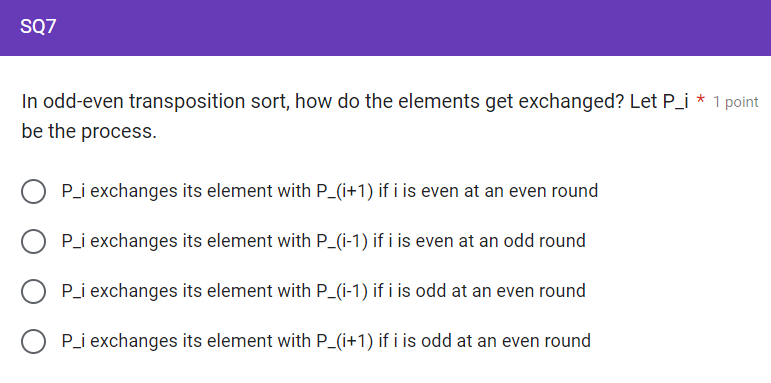 SQ7
In odd-even transposition sort, how do the elements get exchanged? Let P_i * 1 point
be the process.
P_i exchanges its element with P_(i+1) if i is even at an even round
P_i exchanges its element with P_(i-1) if i is even at an odd round
P_i exchanges its element with P_(i-1) if i is odd at an even round
P_i exchanges its element with P_(i+1) if i is odd at an even round